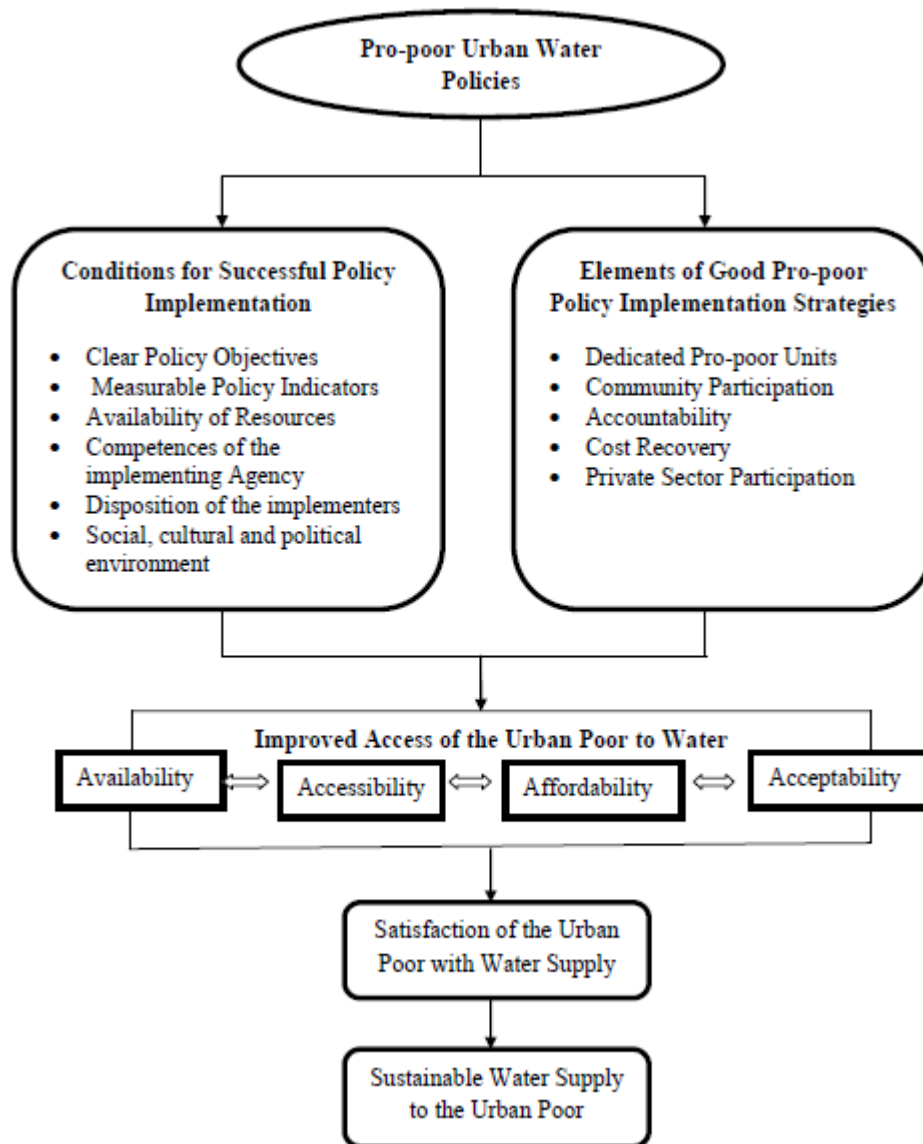 Pro-poor Urban Water
Policies
Conditions for Successful Policy
Implementation
• Clear Policy Objectives
• Measurable Policy Indicators
• Availability of Resources
• Competences of the
implementing Agency
• Disposition of the implementers
• Social, cultural and political
environment
Elements of Good Pro-poor
Policy Implementation Strategies
• Dedicated Pro-poor Units
• Community Participation
• Accountability
• Cost Recovery
• Private Sector Participation
Improved Access of the Urban Poor to Water
Availability
Accessibility
Affordability
Acceptability
Satisfaction of the Urban
Poor with Water Supply
Sustainable Water Supply
to the Urban Poor